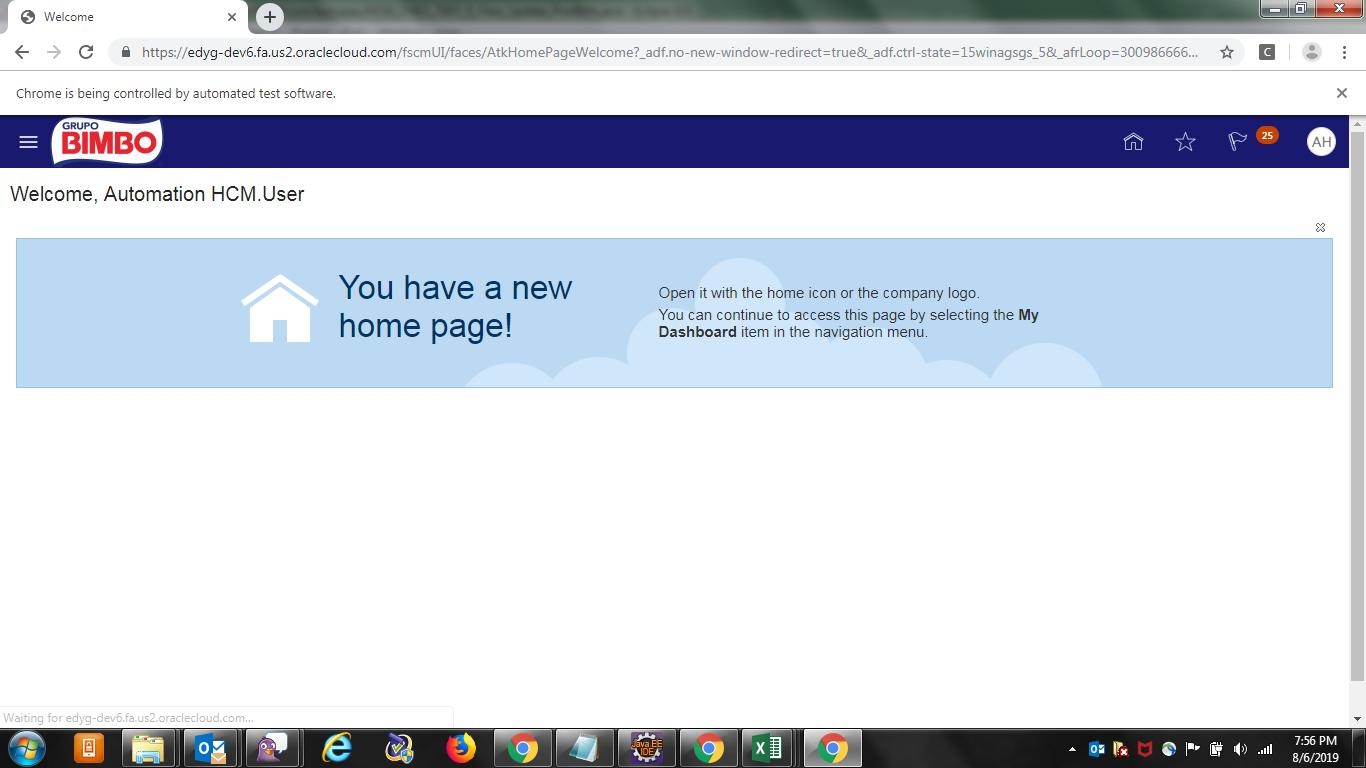 Welcome
https://edyg-dev6.fa.us2.oraclecloud.com/fscmUI/faces/AtkHomePageWelcome?_adf.no-new-window-redirect=true&_adf.ctrl-state=15winagsgs_5&_afrLoop=300986666...
C
Chrome is being controlled by automated test software.
GRUPO
BIMBO
25
AH
Welcome, Automation HCM.User
You have a new
home page!
Open it with the home icon or the company logo.
You can continue to access this page by selecting the My
Dashboard item in the navigation menu.
Waiting for edyg-dev6.fa.us2.oraclecloud.com...
Java EE
IDE
7:56 PM
8/6/2019